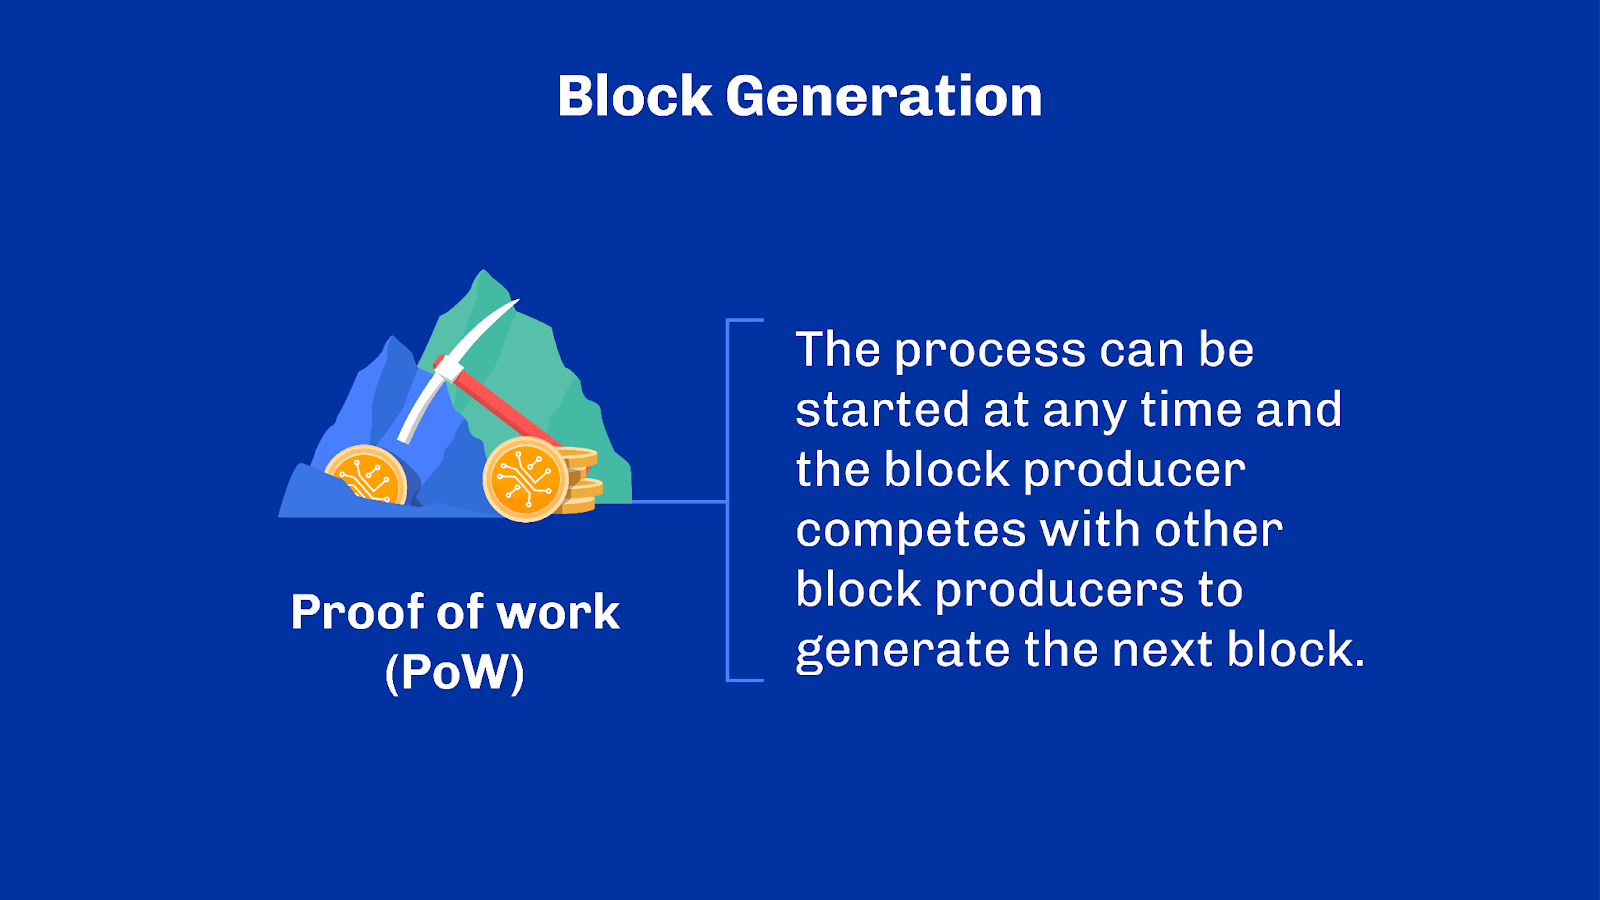 Block Generation
Proof of work
(PoW)
The process can be
started at any time and
the block producer
competes with other
block producers to
generate the next block.